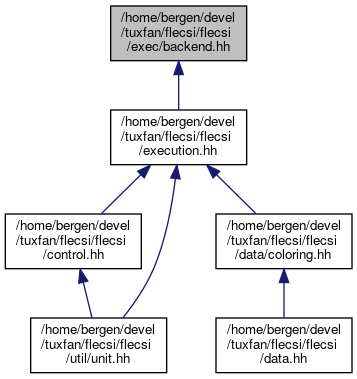 /home/bergen/devel
/tuxfan/flecsi/flecsi
/exec/backend.hh
/home/bergen/devel
/tuxfan/flecsi/flecsi
/execution.hh
/home/bergen/devel
/tuxfan/flecsi/flecsi
/control.hh
/home/bergen/devel
/tuxfan/flecsi/flecsi
/data/coloring.hh
/home/bergen/devel
/tuxfan/flecsi/flecsi
/util/unit.hh
/home/bergen/devel
/tuxfan/flecsi/flecsi
/data.hh